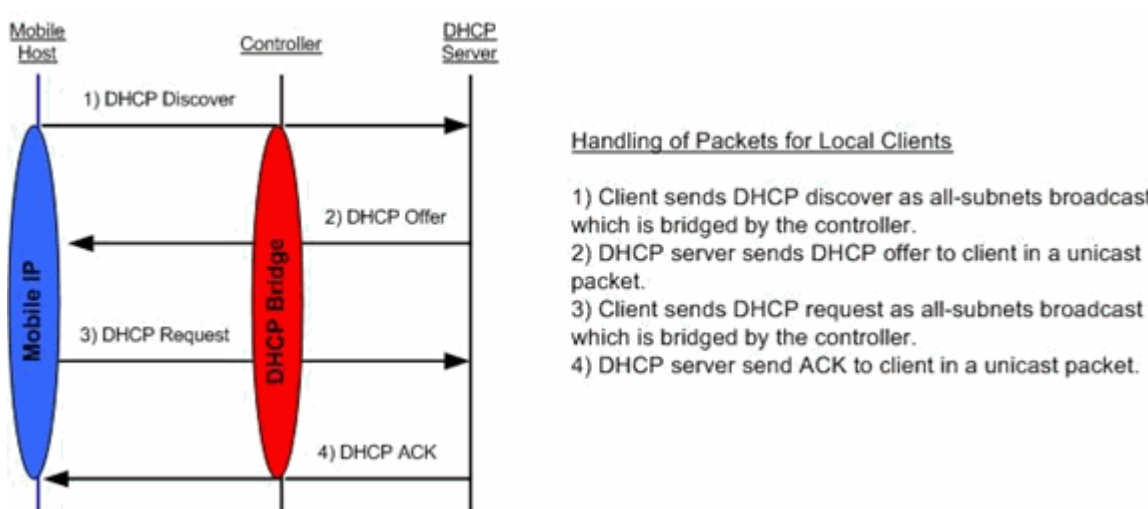 Mobile
Host
Controller
DHCP
Server
1) DHCP Discover
2) DHCP Offer
3) DHCP Request
4) DHCP ACK
Mobile IP
DHCP Bridge
Handling of Packets for Local Clients
1) Client sends DHCP discover as all-subnets broadcast
which is bridged by the controller.
2) DHCP server sends DHCP offer to client in a unicast
packet.
3) Client sends DHCP request as all-subnets broadcast
which is bridged by the controller.
4) DHCP server send ACK to client in a unicast packet.